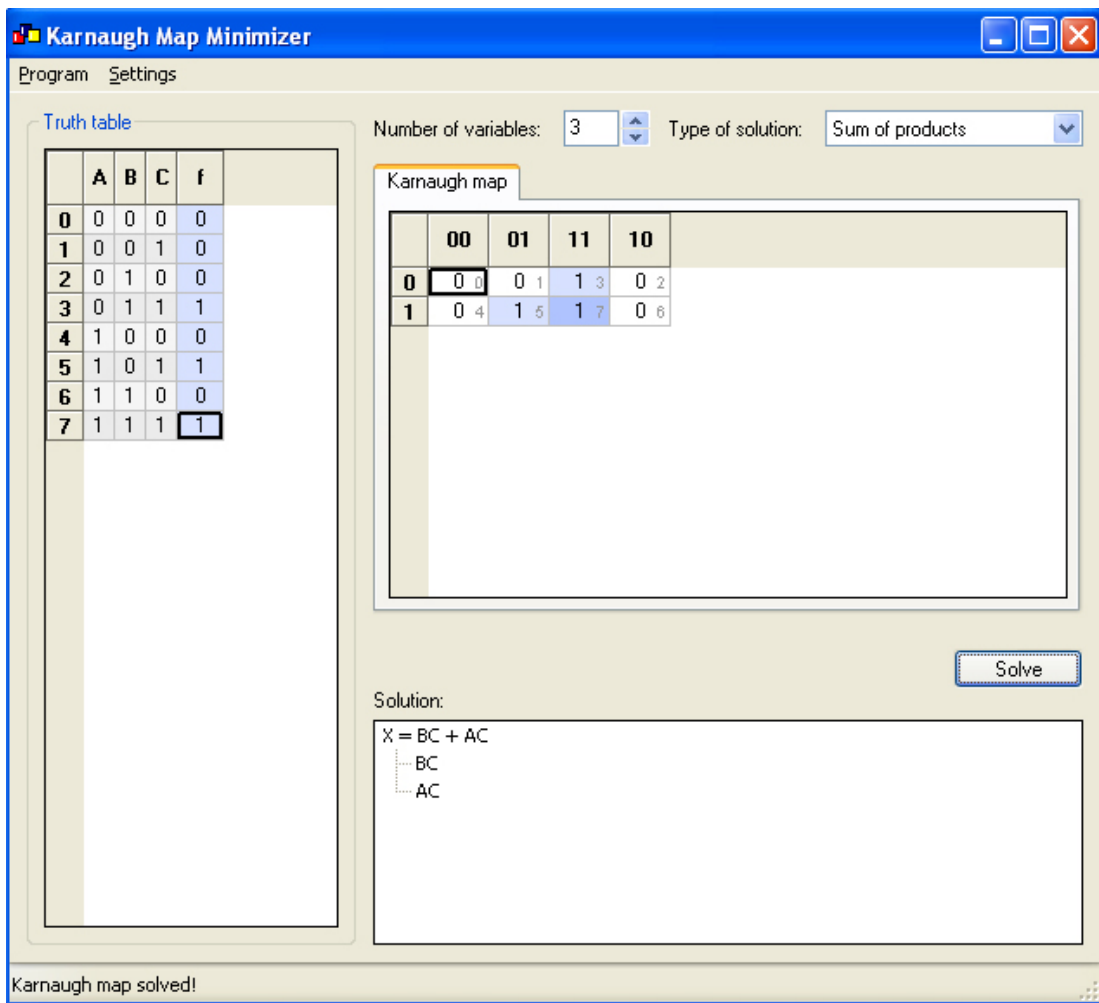 Karnaugh Map Minimizer
Program Settings
Truth table
A B C f
0 0 0 0 0
1 0 0 1 0
2 0 1 0 0
3 0 1 1 1
4 1 0 0 0
5 1 0 1 1
6 1 1 0 0
7 1 1 1 1
Number of variables: 3 Type of solution: Sum of products
Karnaugh map
00 01 11 10
0 0 0 0 1 1 3 0 2
1 0 4 1 5 1 7 0 6
Solve
Solution:
X = BC + AC
BC
AC
Karnaugh map solved!